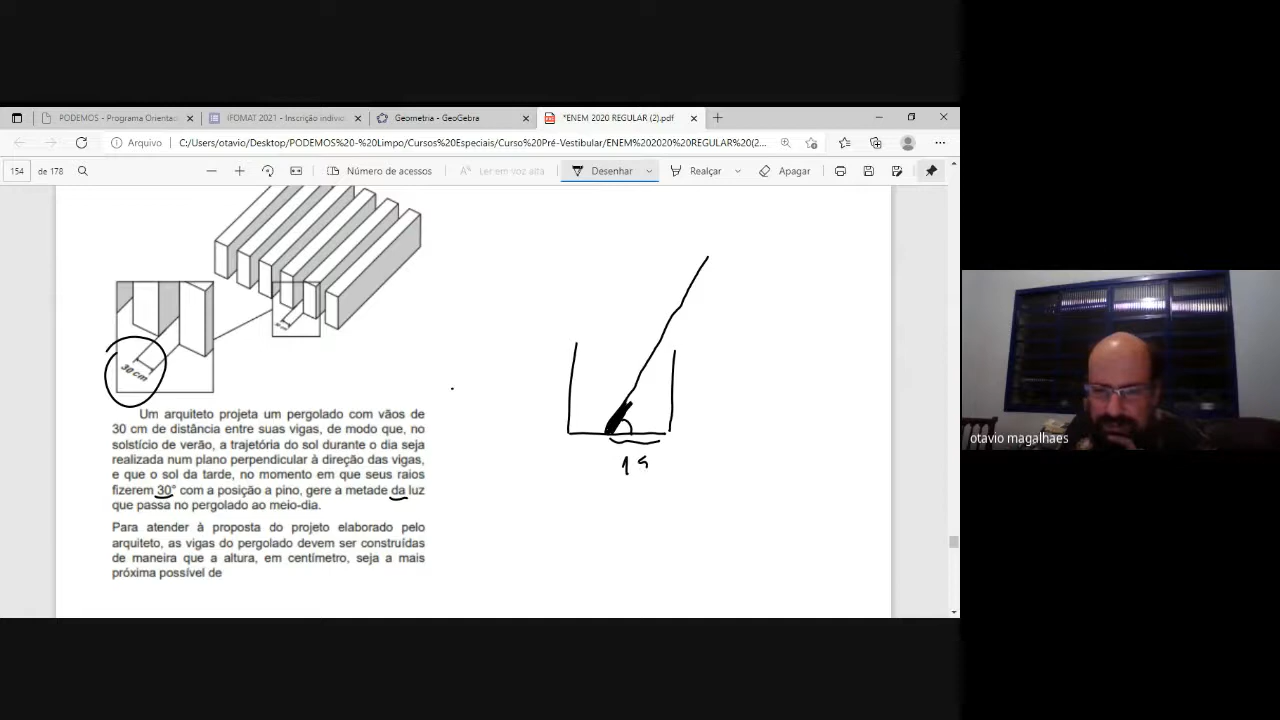 PODEMOS - Programa Orienta
IFOMAT 2021 - Inscrição indivi
Geometria - GeoGebra
*ENEM 2020 REGULAR (2).pdf
Arquivo
C:/Users/otavio/Desktop/PODEMOS%20-%20Limpo/Cursos%20Especiais/Curso%20Pré-Vestibular/ENEM%202020%20REGULAR%20(2...
154 de 178
Número de acessos
Ler em voz alta
Desenhar
Realçar
Apagar
30 cm
Um arquiteto projeta um pergolado com vãos de
30 cm de distância entre suas vigas, de modo que, no
solstício de verão, a trajetória do sol durante o dia seja
realizada num plano perpendicular à direção das vigas,
e que o sol da tarde, no momento em que seus raios
fizerem 30° com a posição a pino, gere a metade da luz
que passa no pergolado ao meio-dia.
Para atender à proposta do projeto elaborado pelo
arquiteto, as vigas do pergolado devem ser construídas
de maneira que a altura, em centímetro, seja a mais
próxima possível de
15
otavio magalhaes